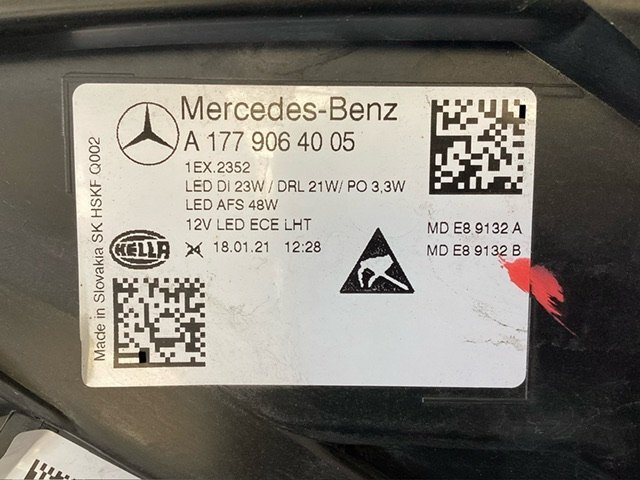 Mercedes-Benz
A 177 906 40 05
1EX.2352
LED DI 23W / DRL 21W/ PO 3,3W
LED AFS 48W
12V LED ECE LHT
HELLA
18.01.21 12:28
MD E8 9132 A
MD E8 9132 B
Made in Slovakia SK HSKF Q002